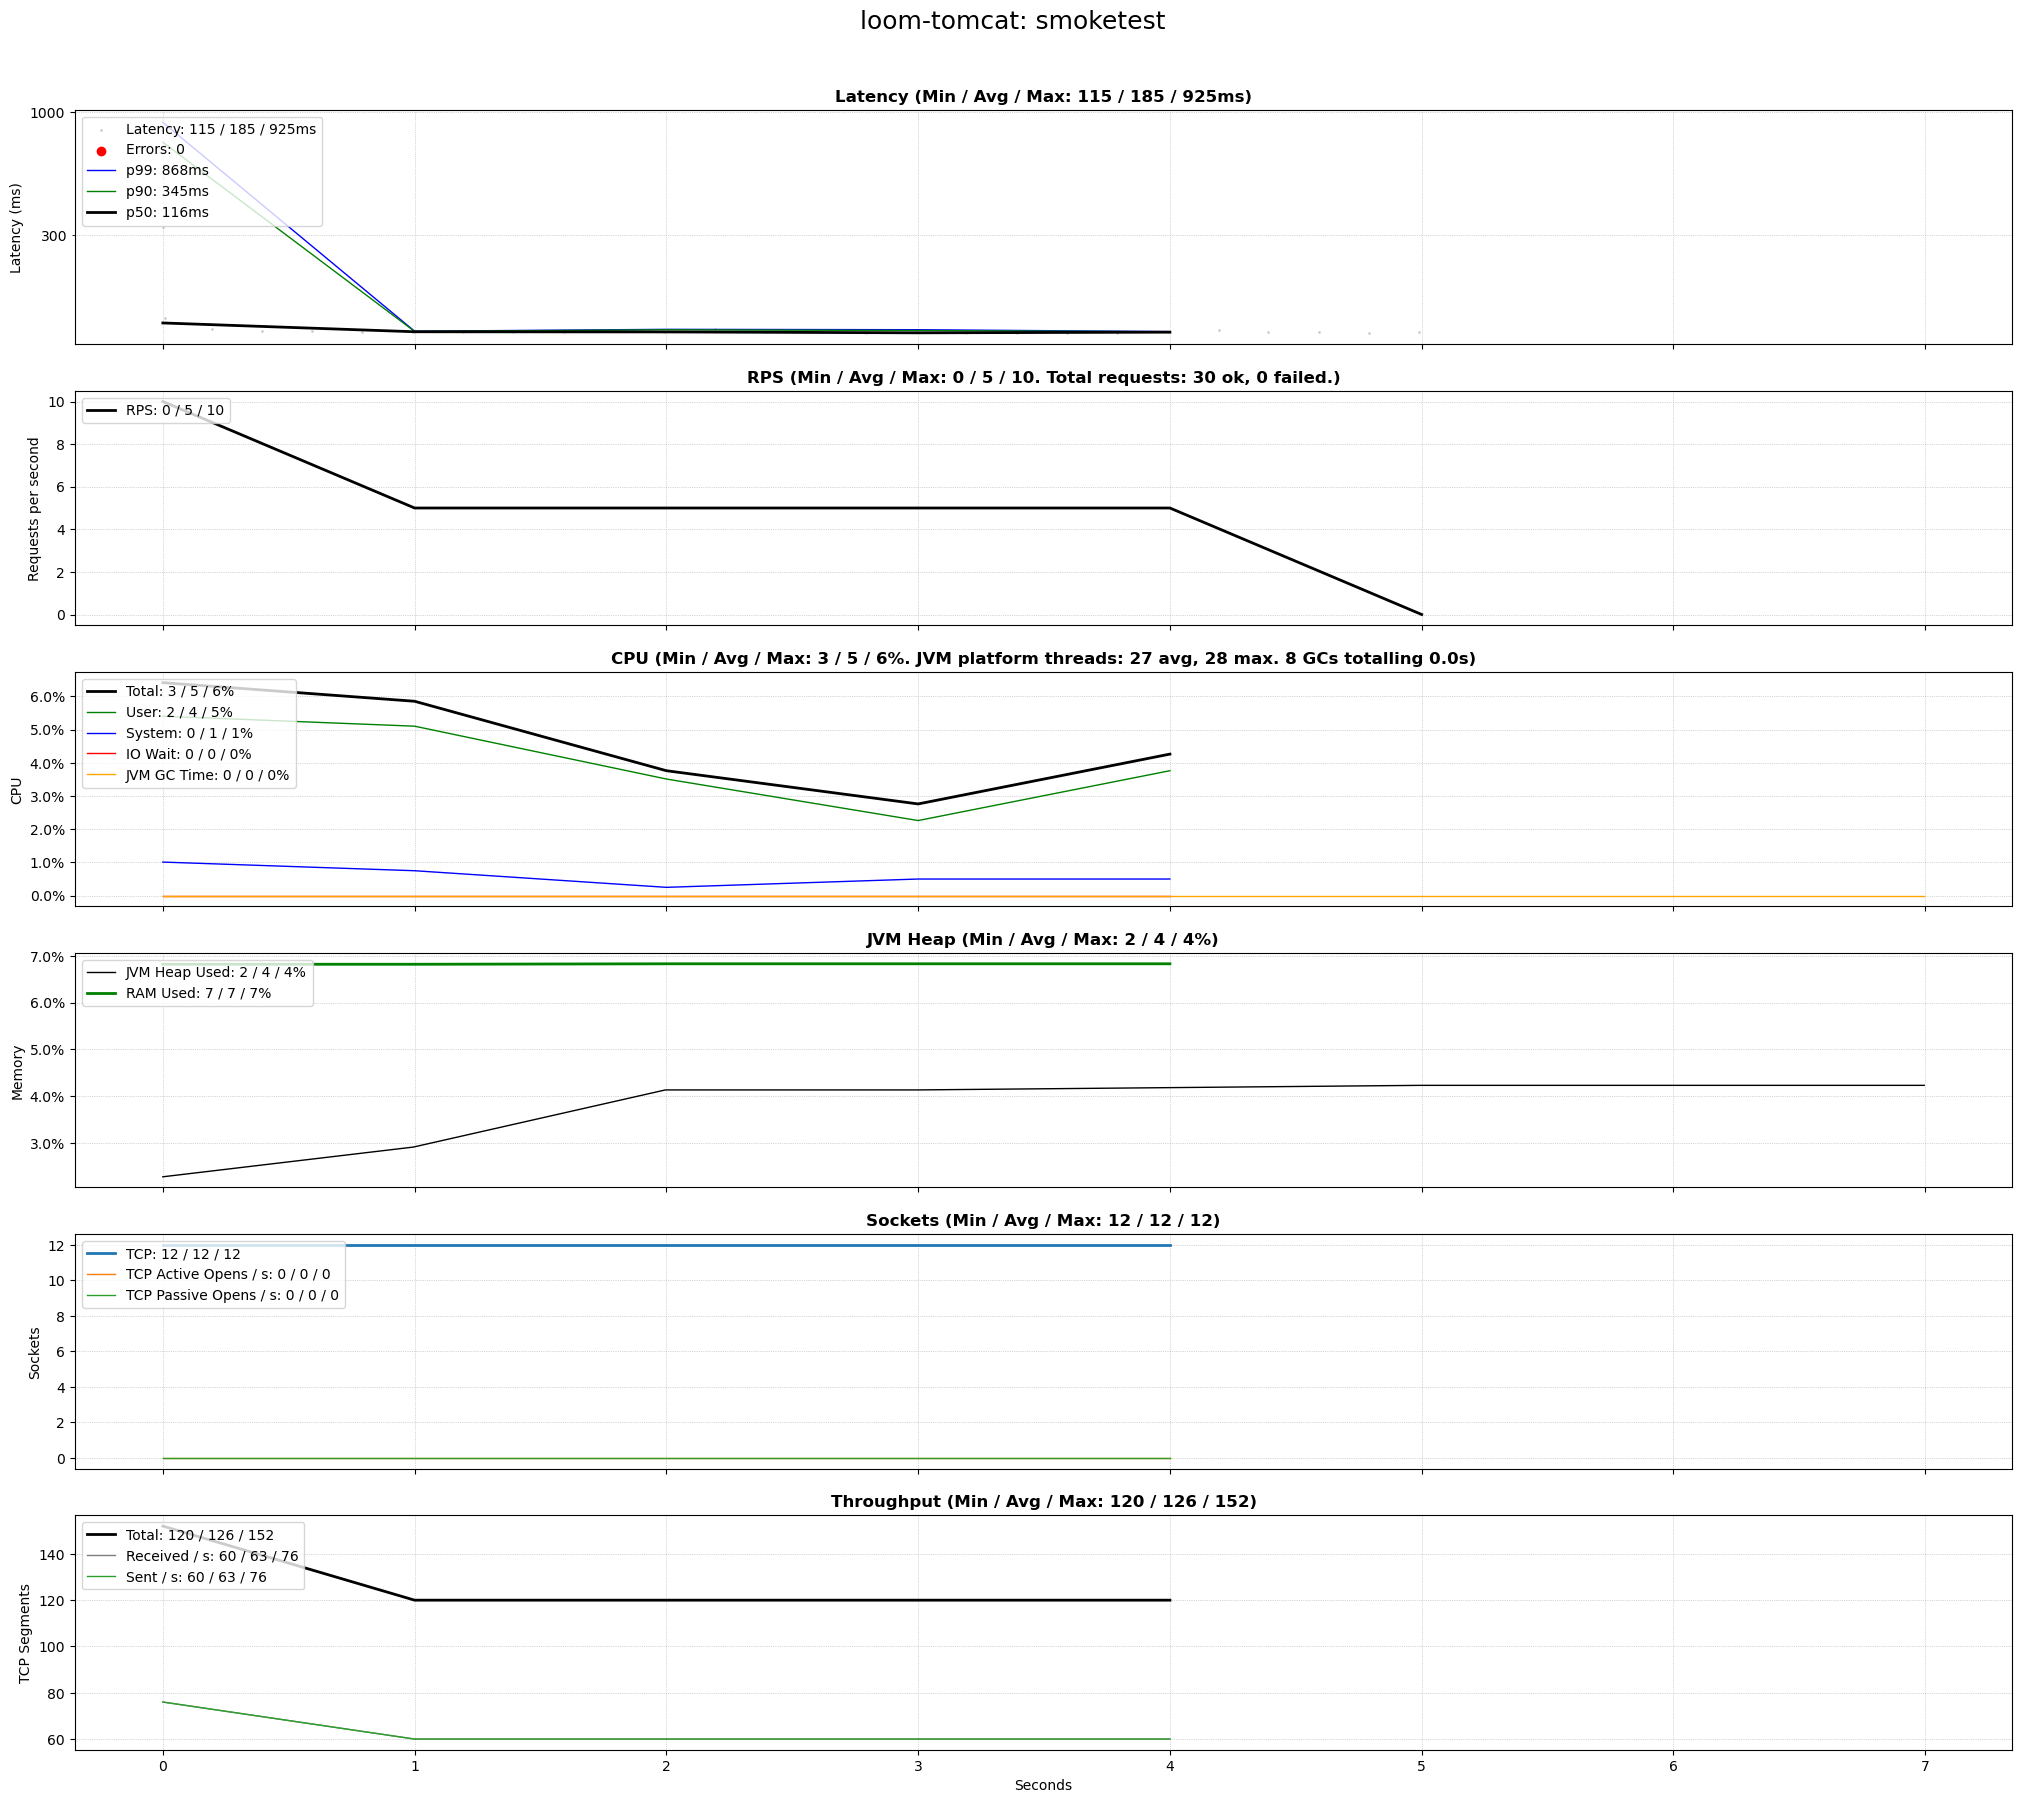 loom-tomcat: smoketest
Latency (Min / Avg / Max: 115 / 185 / 925ms)
1000
300
Latency (ms)
Latency: 115 / 185 / 925ms
Errors: 0
p99: 868ms
p90: 345ms
p50: 116ms
RPS (Min / Avg / Max: 0 / 5 / 10. Total requests: 30 ok, 0 failed.)
10
8
6
4
2
0
Requests per second
RPS: 0 / 5 / 10
CPU (Min / Avg / Max: 3 / 5 / 6%. JVM platform threads: 27 avg, 28 max. 8 GCs totalling 0.0s)
6.0%
5.0%
4.0%
3.0%
2.0%
1.0%
0.0%
CPU
Total: 3 / 5 / 6%
User: 2 / 4 / 5%
System: 0 / 1 / 1%
IO Wait: 0 / 0 / 0%
JVM GC Time: 0 / 0 / 0%
JVM Heap (Min / Avg / Max: 2 / 4 / 4%)
7.0%
6.0%
5.0%
4.0%
3.0%
Memory
JVM Heap Used: 2 / 4 / 4%
RAM Used: 7 / 7 / 7%
Sockets (Min / Avg / Max: 12 / 12 / 12)
12
10
8
6
4
2
0
Sockets
TCP: 12 / 12 / 12
TCP Active Opens / s: 0 / 0 / 0
TCP Passive Opens / s: 0 / 0 / 0
Throughput (Min / Avg / Max: 120 / 126 / 152)
140
120
100
80
60
TCP Segments
Total: 120 / 126 / 152
Received / s: 60 / 63 / 76
Sent / s: 60 / 63 / 76
0 1 2 3 4 5 6 7
Seconds